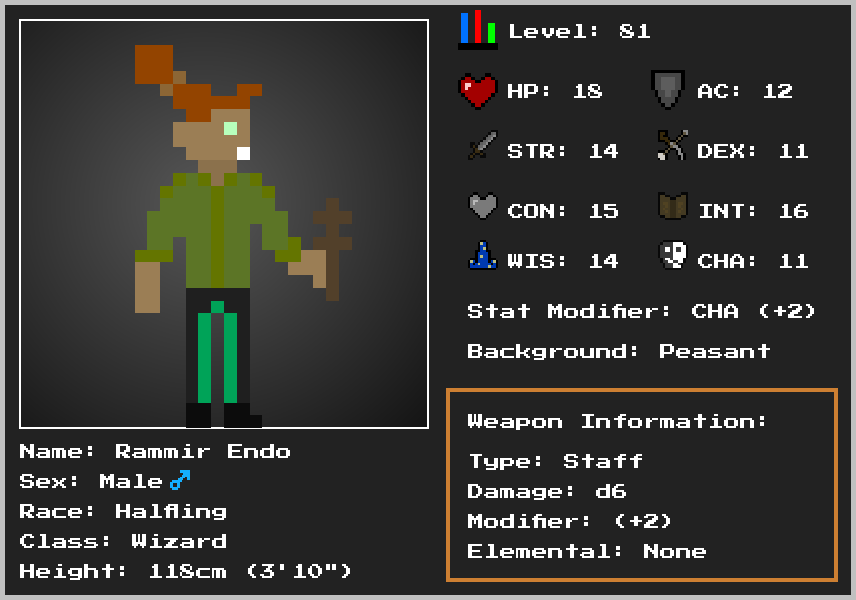 Level: 81
HP: 18 AC: 12
STR: 14 DEX: 11
CON: 15 INT: 16
WIS: 14 CHA: 11
Stat Modifier: CHA (+2)
Background: Peasant
Weapon Information:
Type: Staff
Damage: d6
Modifier: (+2)
Elemental: None
Name: Rammir Endo
Sex: Male♂
Race: Halfling
Class: Wizard
Height: 118cm (3'10")